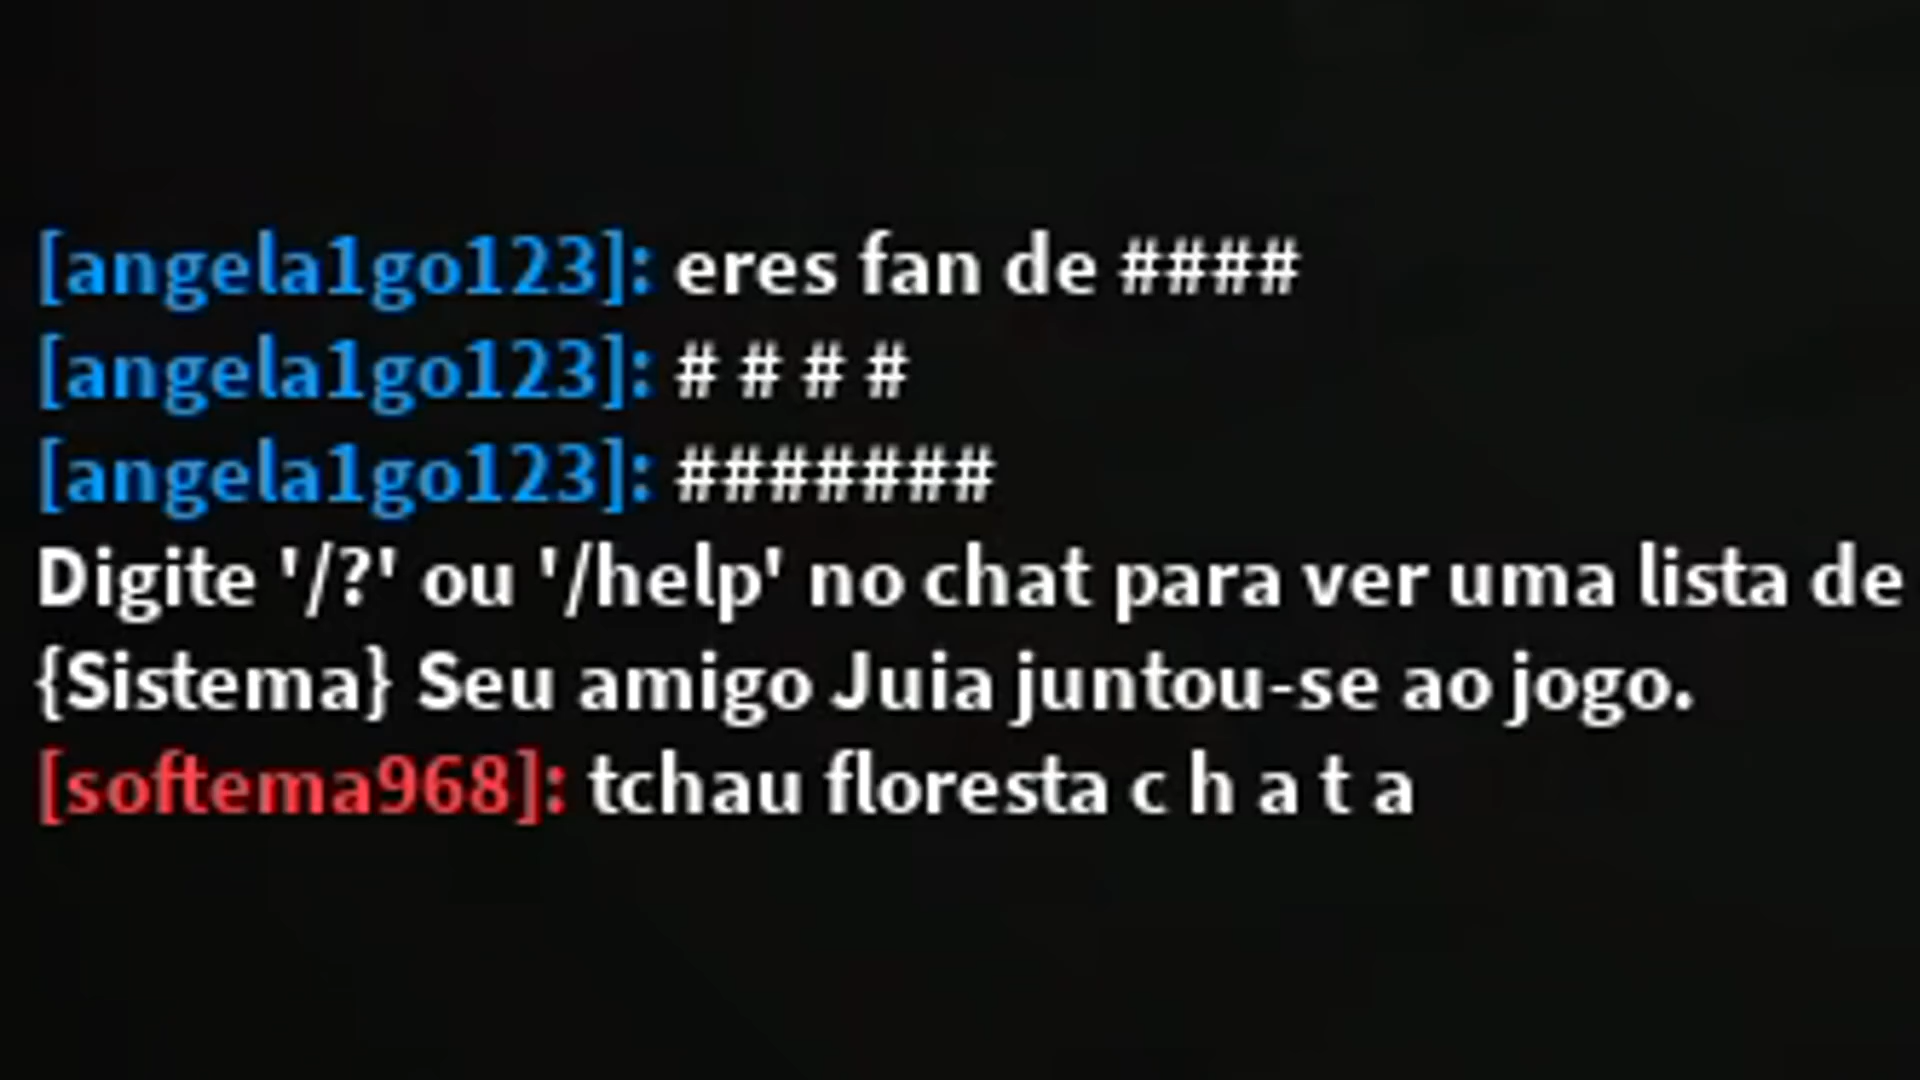 [angela1go123]: eres fan de ####
[angela1go123]: # # # #
[angela1go123]: #######
Digite '/?' ou '/help' no chat para ver uma lista de
{Sistema} Seu amigo Juia juntou-se ao jogo.
[softema968]: tchau floresta c h a t a